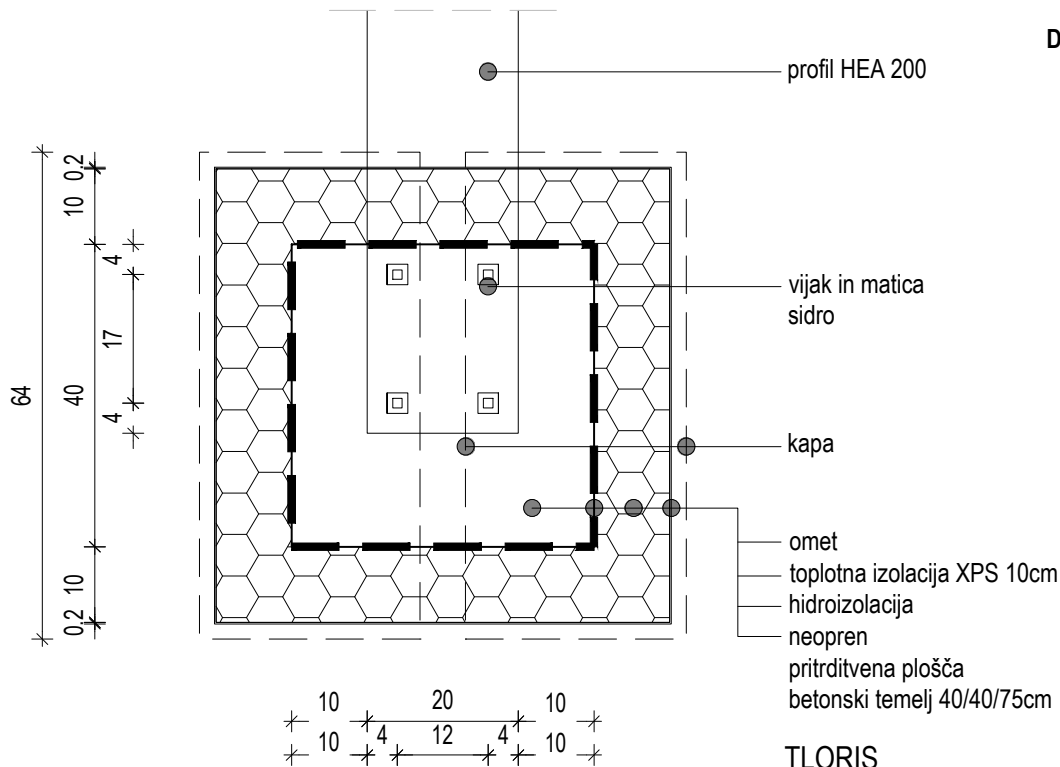 D
profil HEA 200
0,2
10
4
vijak in matica
sidro
17
64
40
4
kapa
omet
10
toplotna izolacija XPS 10cm
hidroizolacija
0,2
neopren
pritrditvena plošča
betonski temelj 40/40/75cm
10 20 10
10 4 12 4 10
TLORIS